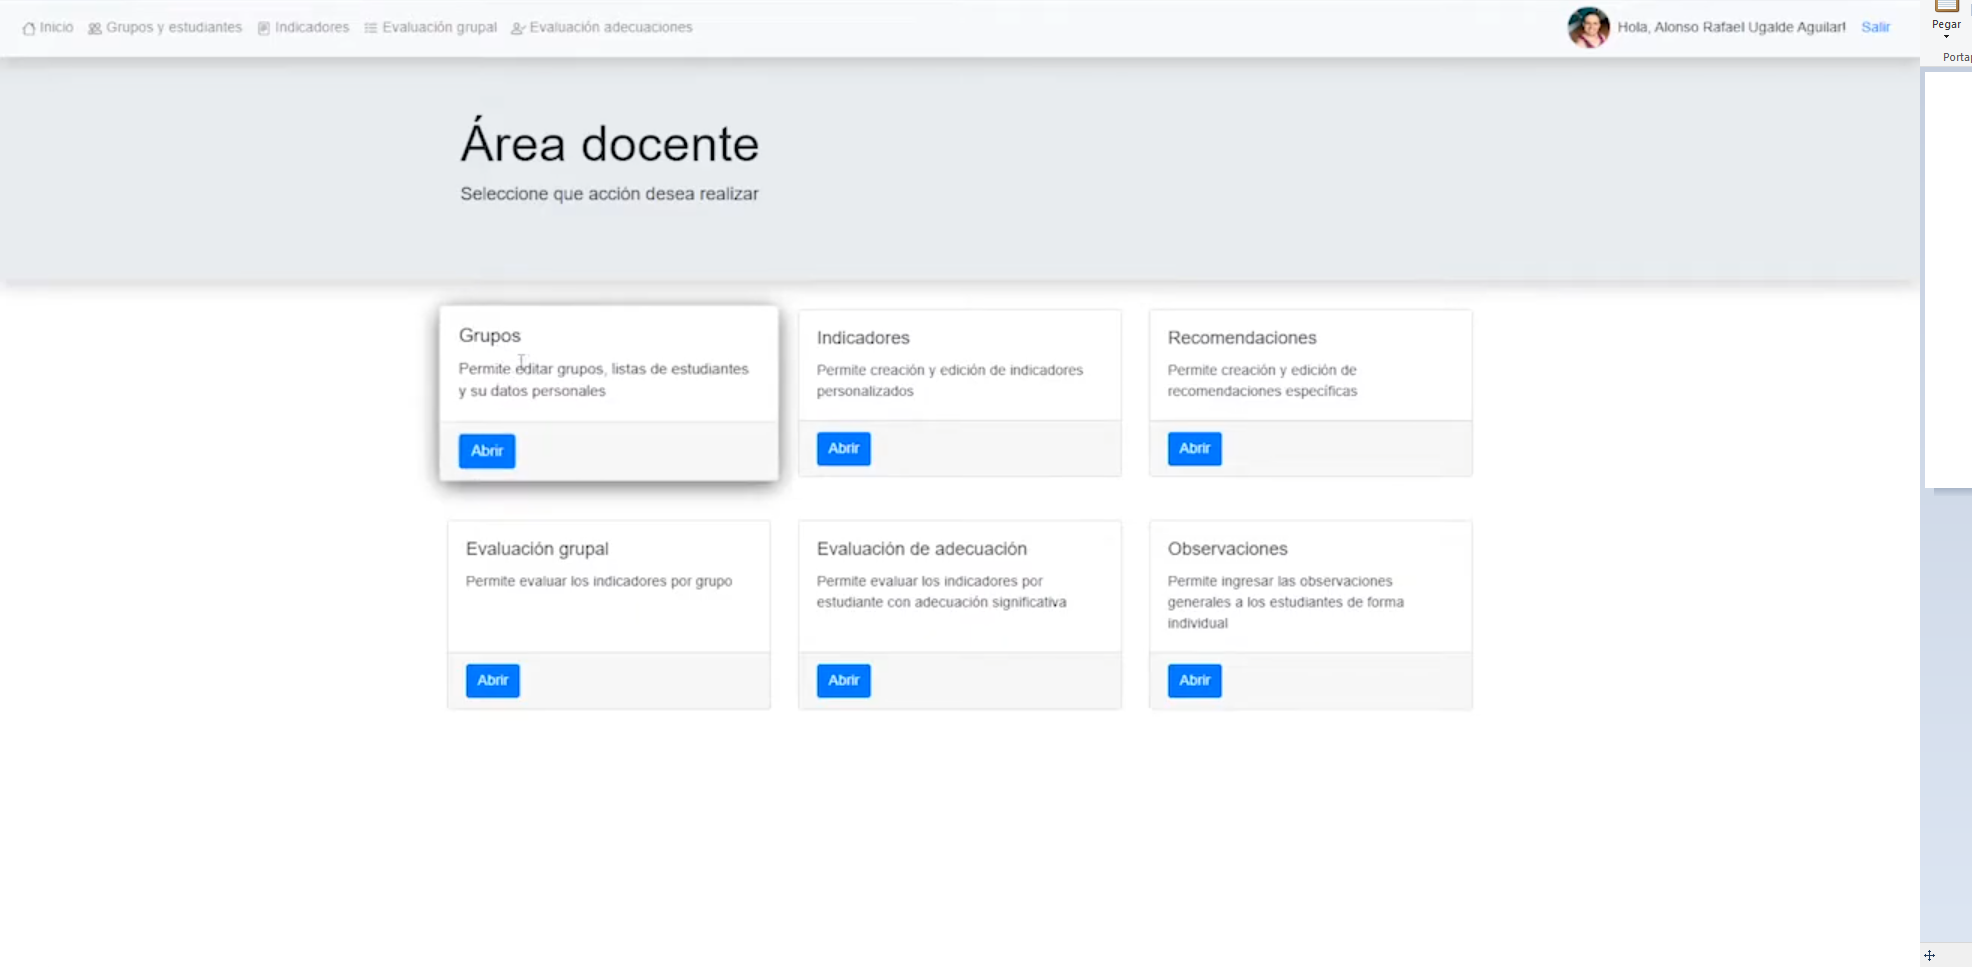 Inicio Grupos y estudiantes Indicadores Evaluación grupal Evaluación adecuaciones
Hola, Alonso Rafael Ugalde Aguilar! Salir
Pegar
Área docente
Seleccione que acción desea realizar
Grupos
Permite editar grupos, listas de estudiantes
y su datos personales
Abrir
Indicadores
Permite creación y edición de indicadores
personalizados
Abrir
Recomendaciones
Permite creación y edición de
recomendaciones específicas
Abrir
Evaluación grupal
Permite evaluar los indicadores por grupo
Abrir
Evaluación de adecuación
Permite evaluar los indicadores por
estudiante con adecuación significativa
Abrir
Observaciones
Permite ingresar las observaciones
generales a los estudiantes de forma
individual
Abrir